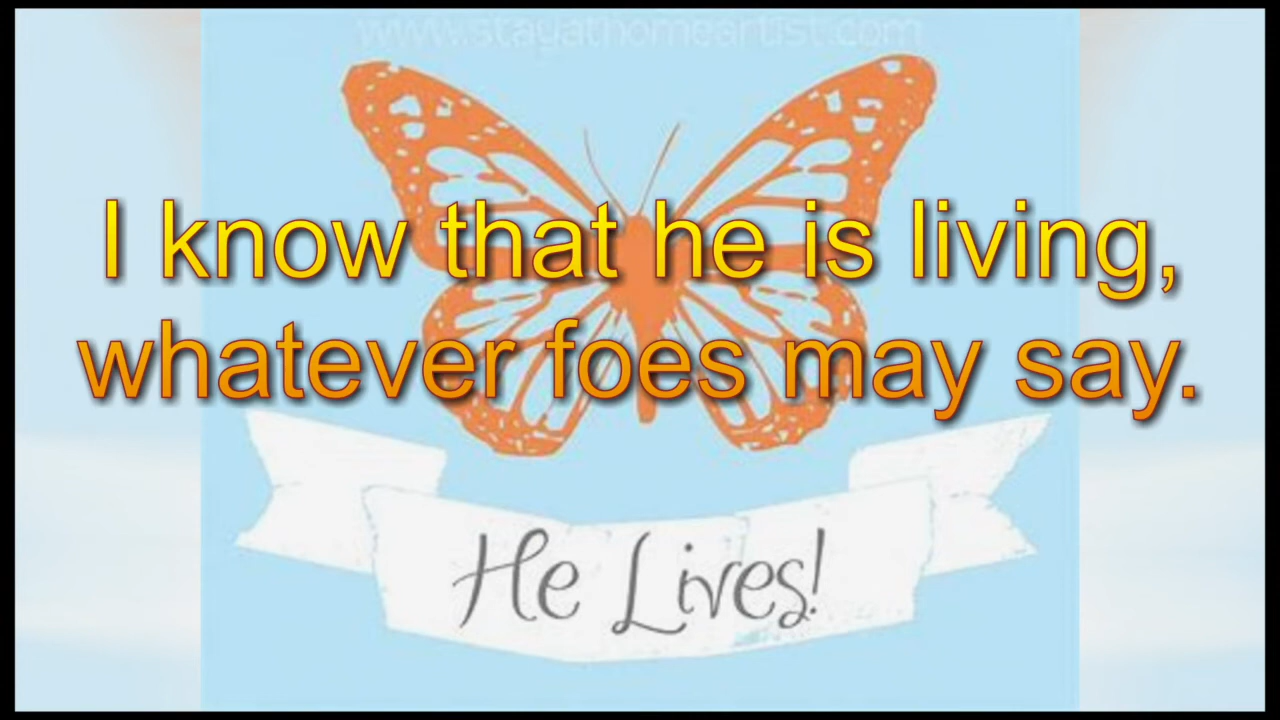 www.stayathomeartist.com
I know that he is living,
whatever foes may say.
He Lives!